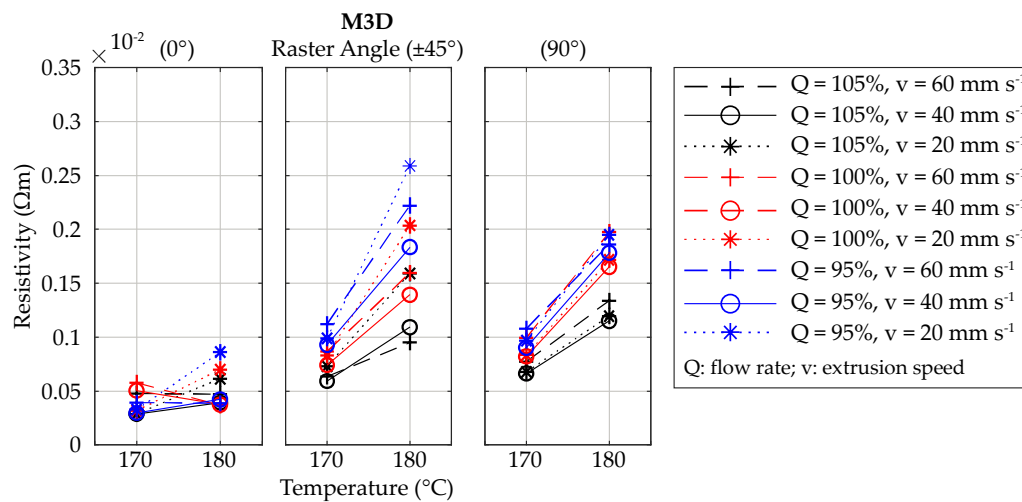 M3D
(0°) Raster Angle (±45°) (90°)
× 10⁻²
0.35
0.3
0.25
0.2
0.15
0.1
0.05
0
Resistivity (Ωm)
170 180 170 180 170 180
Temperature (°C)
Q = 105%, v = 60 mm s⁻¹
Q = 105%, v = 40 mm s⁻¹
Q = 105%, v = 20 mm s⁻¹
Q = 100%, v = 60 mm s⁻¹
Q = 100%, v = 40 mm s⁻¹
Q = 100%, v = 20 mm s⁻¹
Q = 95%, v = 60 mm s⁻¹
Q = 95%, v = 40 mm s⁻¹
Q = 95%, v = 20 mm s⁻¹
Q: flow rate; v: extrusion speed